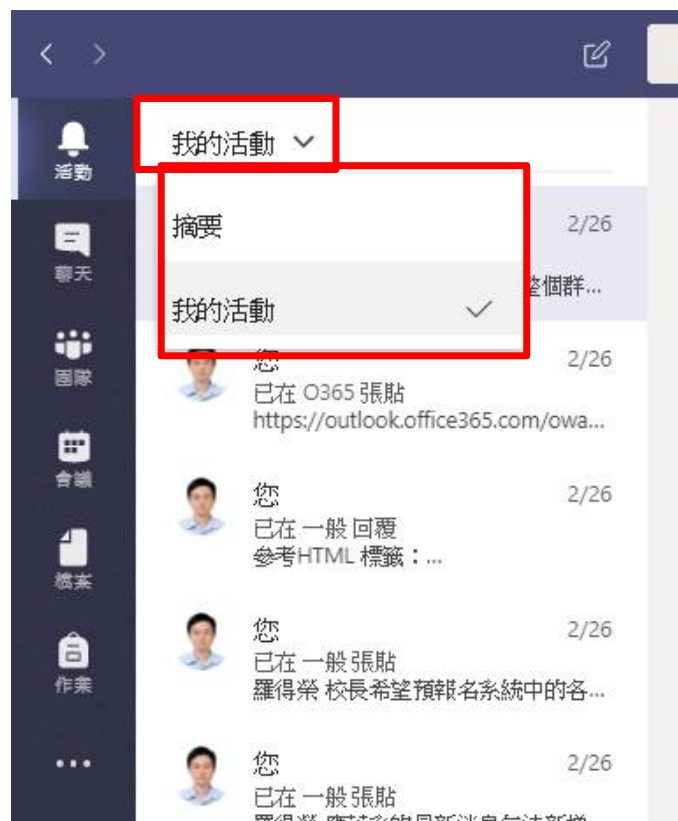 我的活動
摘要
2/26
我的活動
整個群...
活動
聊天
團隊
會議
檔案
作業
您
2/26
已在 O365 張貼
https://outlook.office365.com/owa...
您
2/26
已在 一般 回覆
參考HTML 標籤：...
您
2/26
已在 一般 張貼
羅得榮 校長希望預報名系統中的各...
您
2/26
已在 一般 張貼